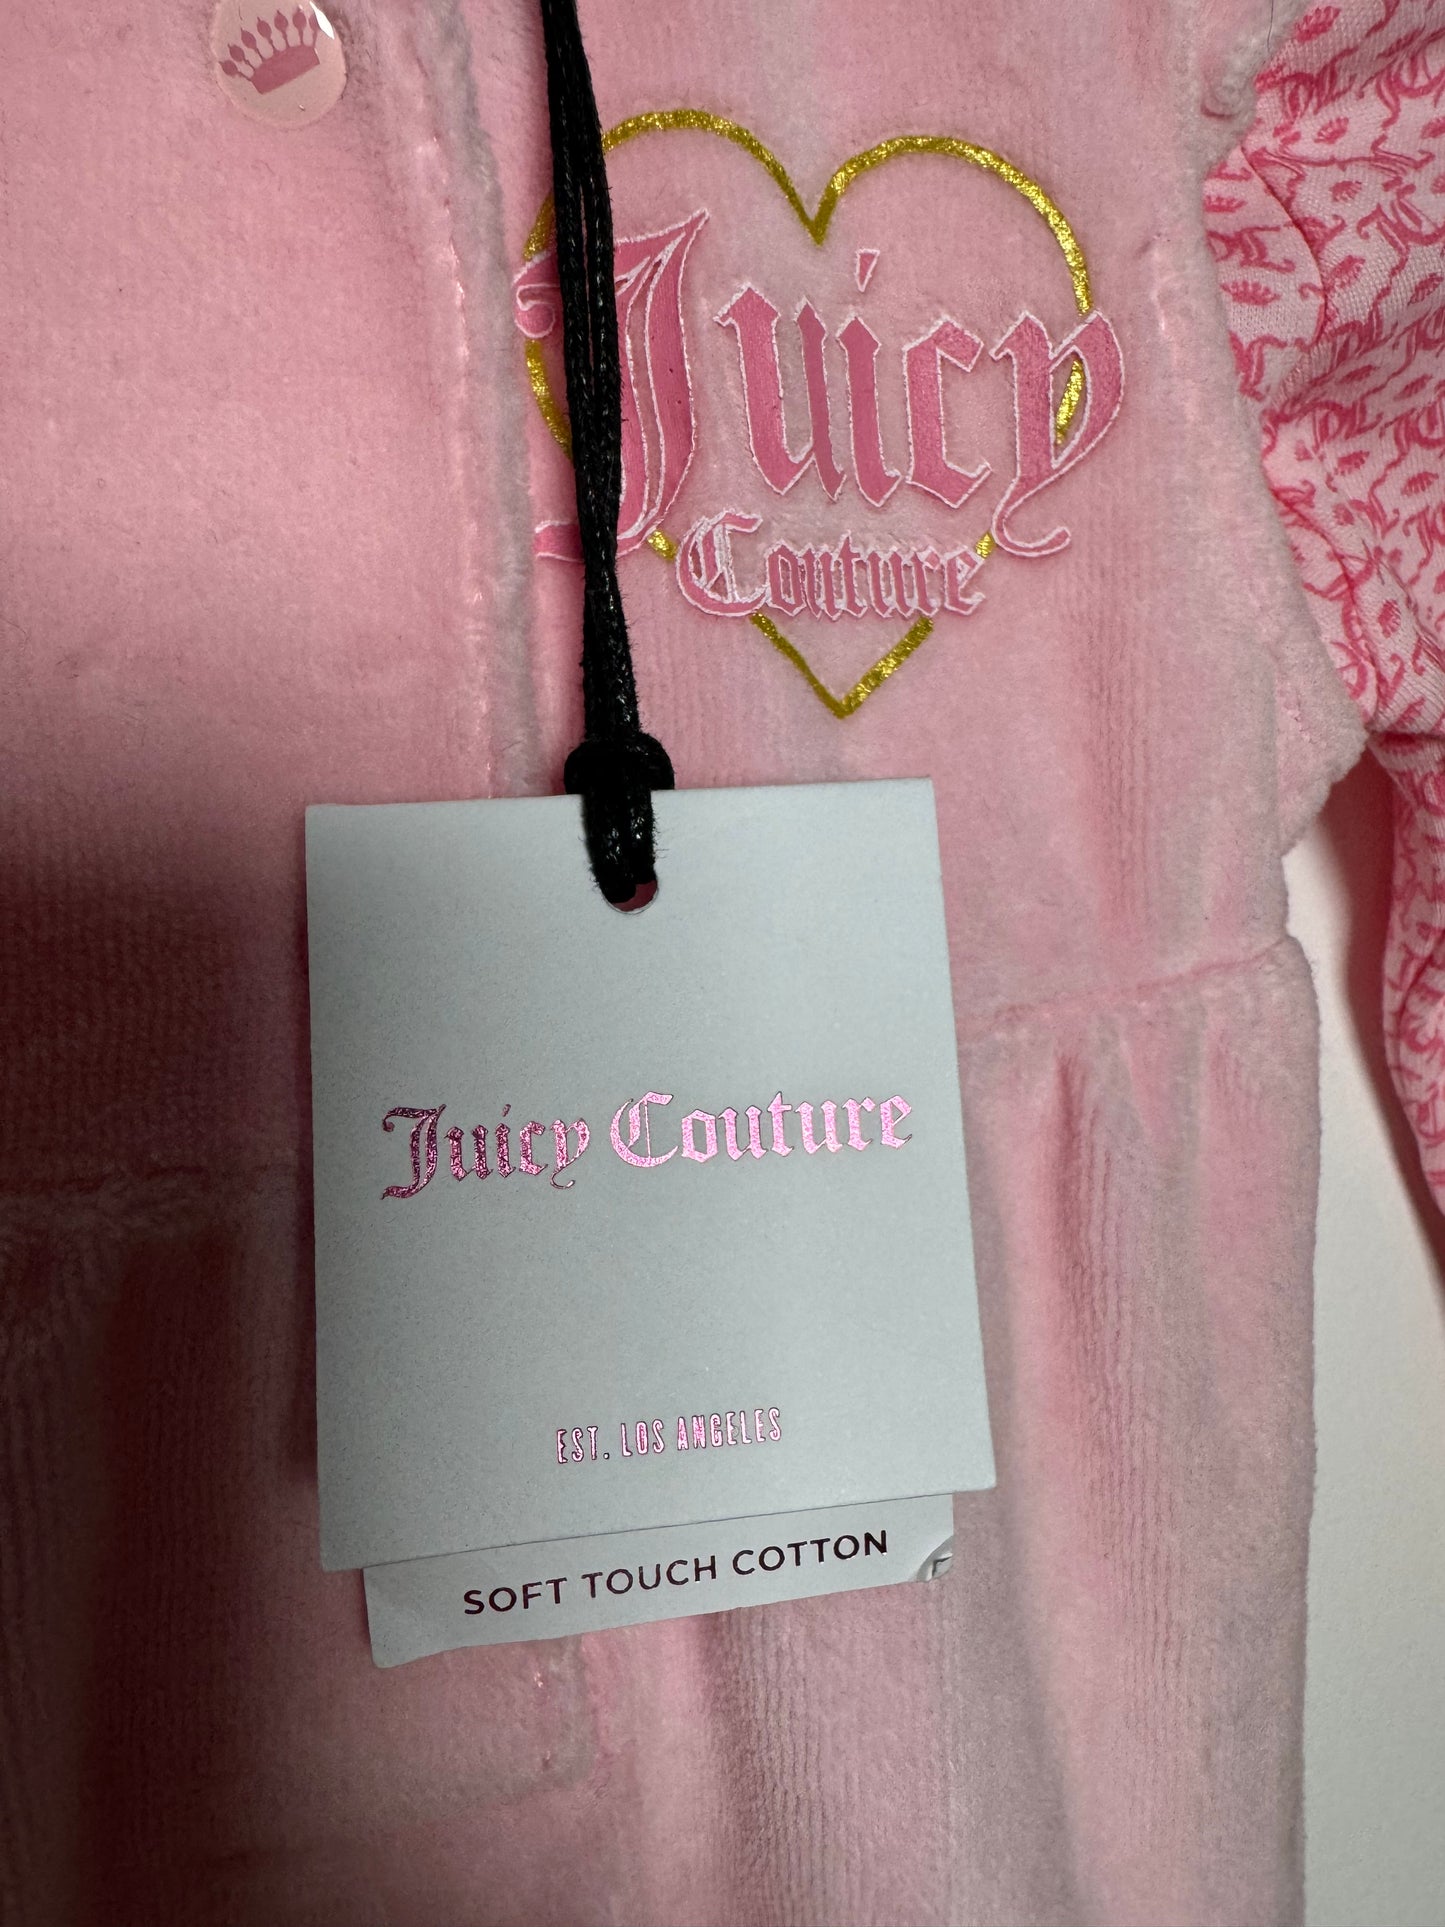 Juicy
Couture
Juicy Couture
EST. LOS ANGELES
SOFT TOUCH COTTON